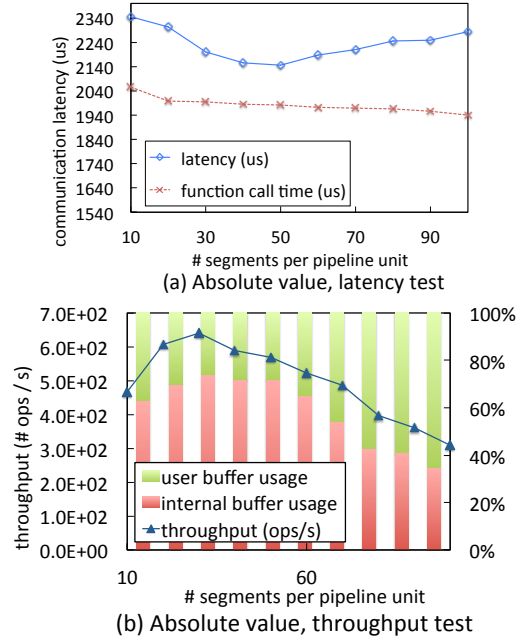 2340
2240
2140
2040
1940
1840
1740
1640
1540
communication latency (us)
latency (us)
function call time (us)
10 30 50 70 90
# segments per pipeline unit
(a) Absolute value, latency test
7.0E+02 100%
6.0E+02 80%
5.0E+02
4.0E+02 60%
3.0E+02 40%
2.0E+02
1.0E+02 20%
0.0E+00 0%
throughput (# ops / s)
user buffer usage
internal buffer usage
throughput (ops/s)
10 60
# segments per pipeline unit
(b) Absolute value, throughput test